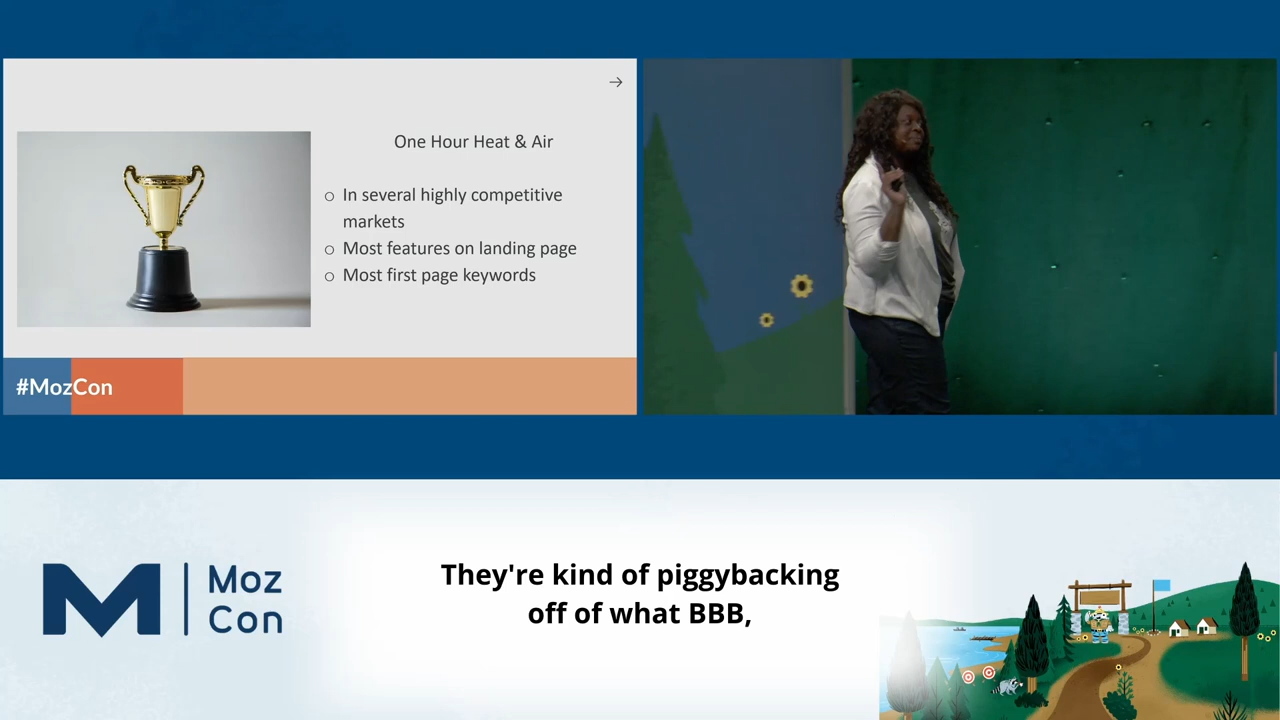 One Hour Heat & Air
In several highly competitive
markets
Most features on landing page
Most first page keywords
#MozCon
Moz
Con
They're kind of piggybacking
off of what BBB,